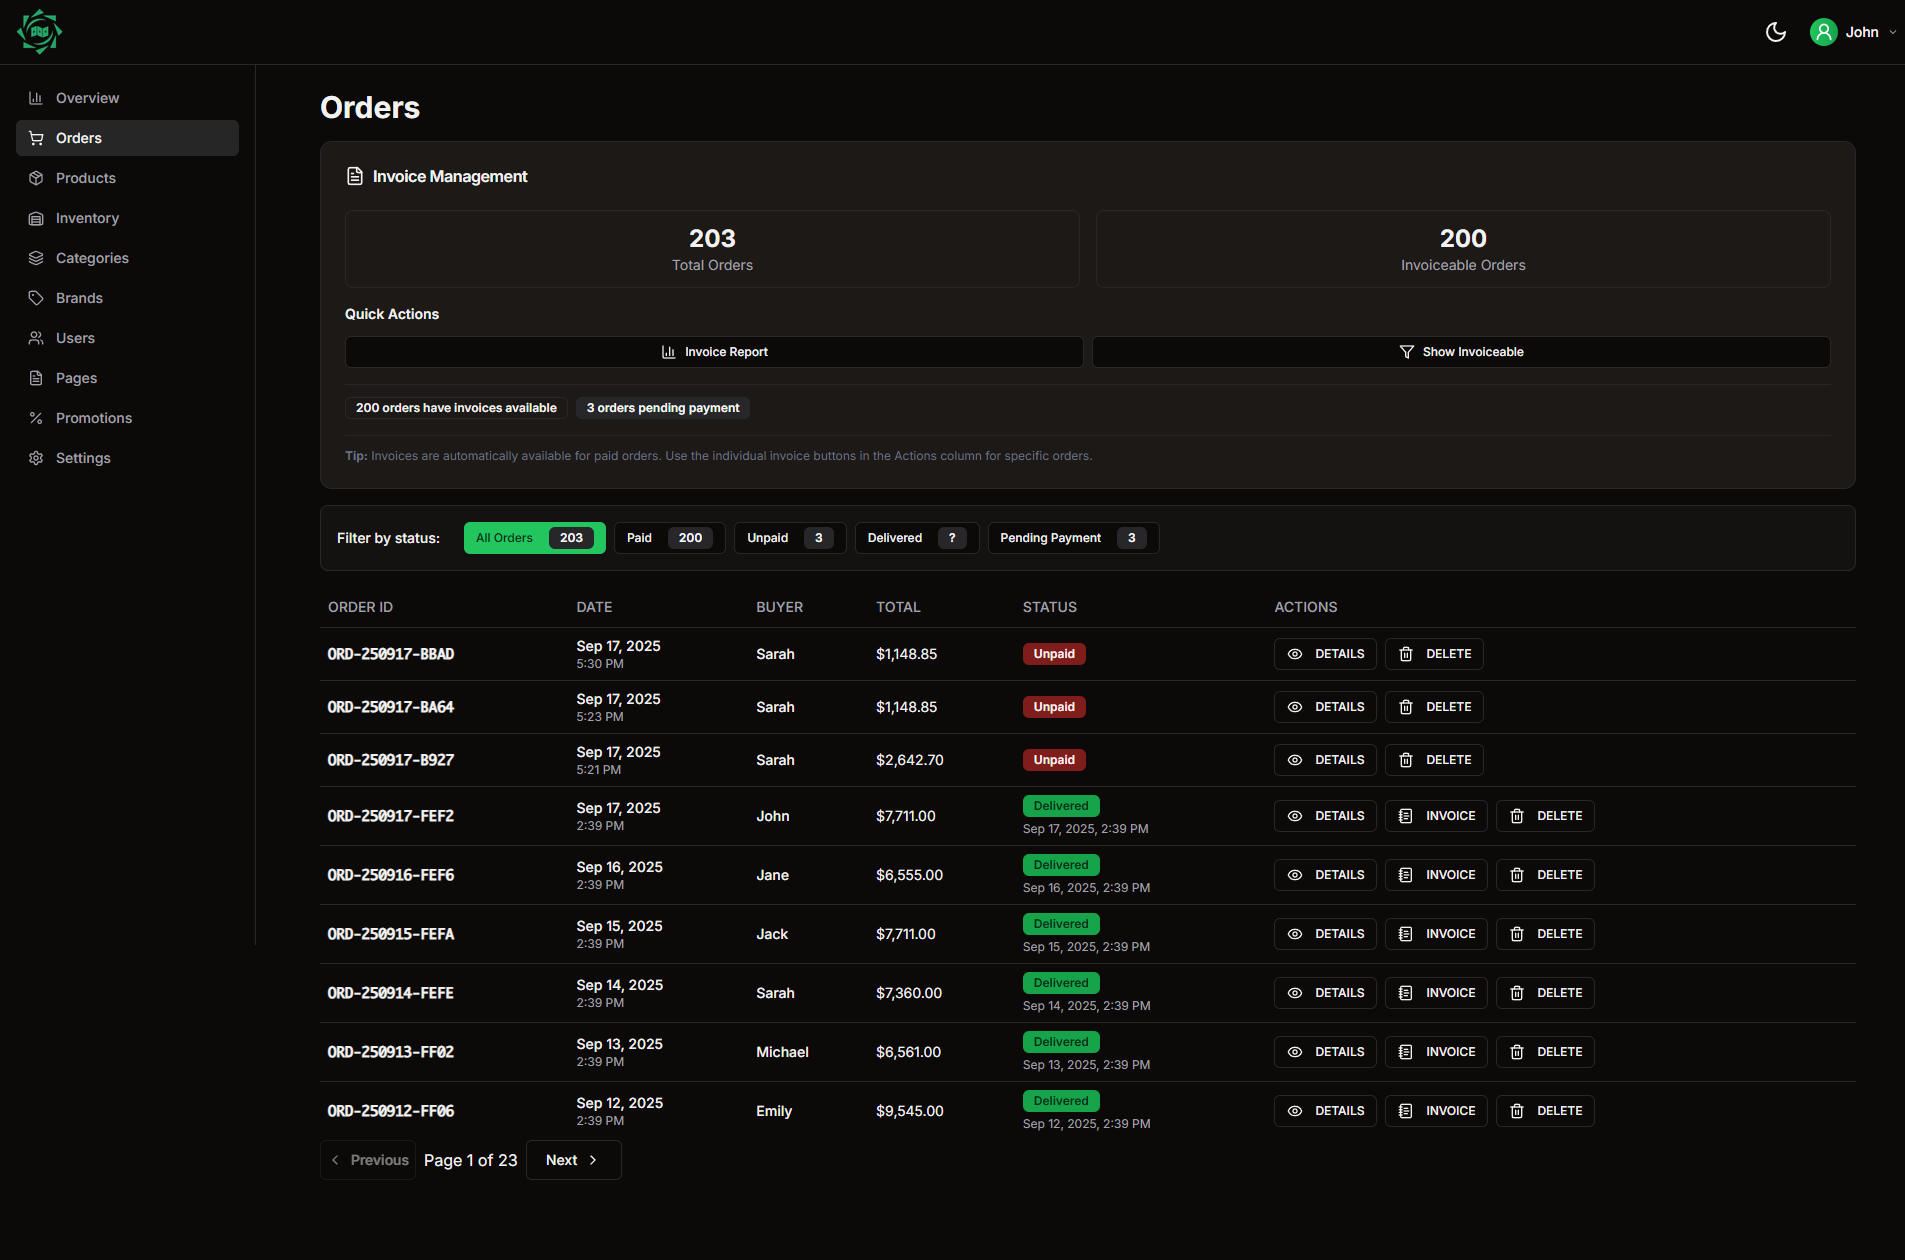 John
Overview
Orders
Products
Inventory
Categories
Brands
Users
Pages
Promotions
Settings
Orders
Invoice Management
203
Total Orders
200
Invoiceable Orders
Quick Actions
Invoice Report
Show Invoiceable
200 orders have invoices available
3 orders pending payment
Tip: Invoices are automatically available for paid orders. Use the individual invoice buttons in the Actions column for specific orders.
Filter by status: All Orders 203 Paid 200 Unpaid 3 Delivered ? Pending Payment 3
ORDER ID DATE BUYER TOTAL STATUS ACTIONS
ORD-250917-BBAD Sep 17, 2025 Sarah $1,148.85 Unpaid DETAILS DELETE
5:30 PM
ORD-250917-BA64 Sep 17, 2025 Sarah $1,148.85 Unpaid DETAILS DELETE
5:23 PM
ORD-250917-B927 Sep 17, 2025 Sarah $2,642.70 Unpaid DETAILS DELETE
5:21 PM
ORD-250917-FEF2 Sep 17, 2025 John $7,711.00 Delivered DETAILS INVOICE DELETE
2:39 PM Sep 17, 2025, 2:39 PM
ORD-250916-FEF6 Sep 16, 2025 Jane $6,555.00 Delivered DETAILS INVOICE DELETE
2:39 PM Sep 16, 2025, 2:39 PM
ORD-250915-FEFA Sep 15, 2025 Jack $7,711.00 Delivered DETAILS INVOICE DELETE
2:39 PM Sep 15, 2025, 2:39 PM
ORD-250914-FEFE Sep 14, 2025 Sarah $7,360.00 Delivered DETAILS INVOICE DELETE
2:39 PM Sep 14, 2025, 2:39 PM
ORD-250913-FF02 Sep 13, 2025 Michael $6,561.00 Delivered DETAILS INVOICE DELETE
2:39 PM Sep 13, 2025, 2:39 PM
ORD-250912-FF06 Sep 12, 2025 Emily $9,545.00 Delivered DETAILS INVOICE DELETE
2:39 PM Sep 12, 2025, 2:39 PM
Previous Page 1 of 23 Next